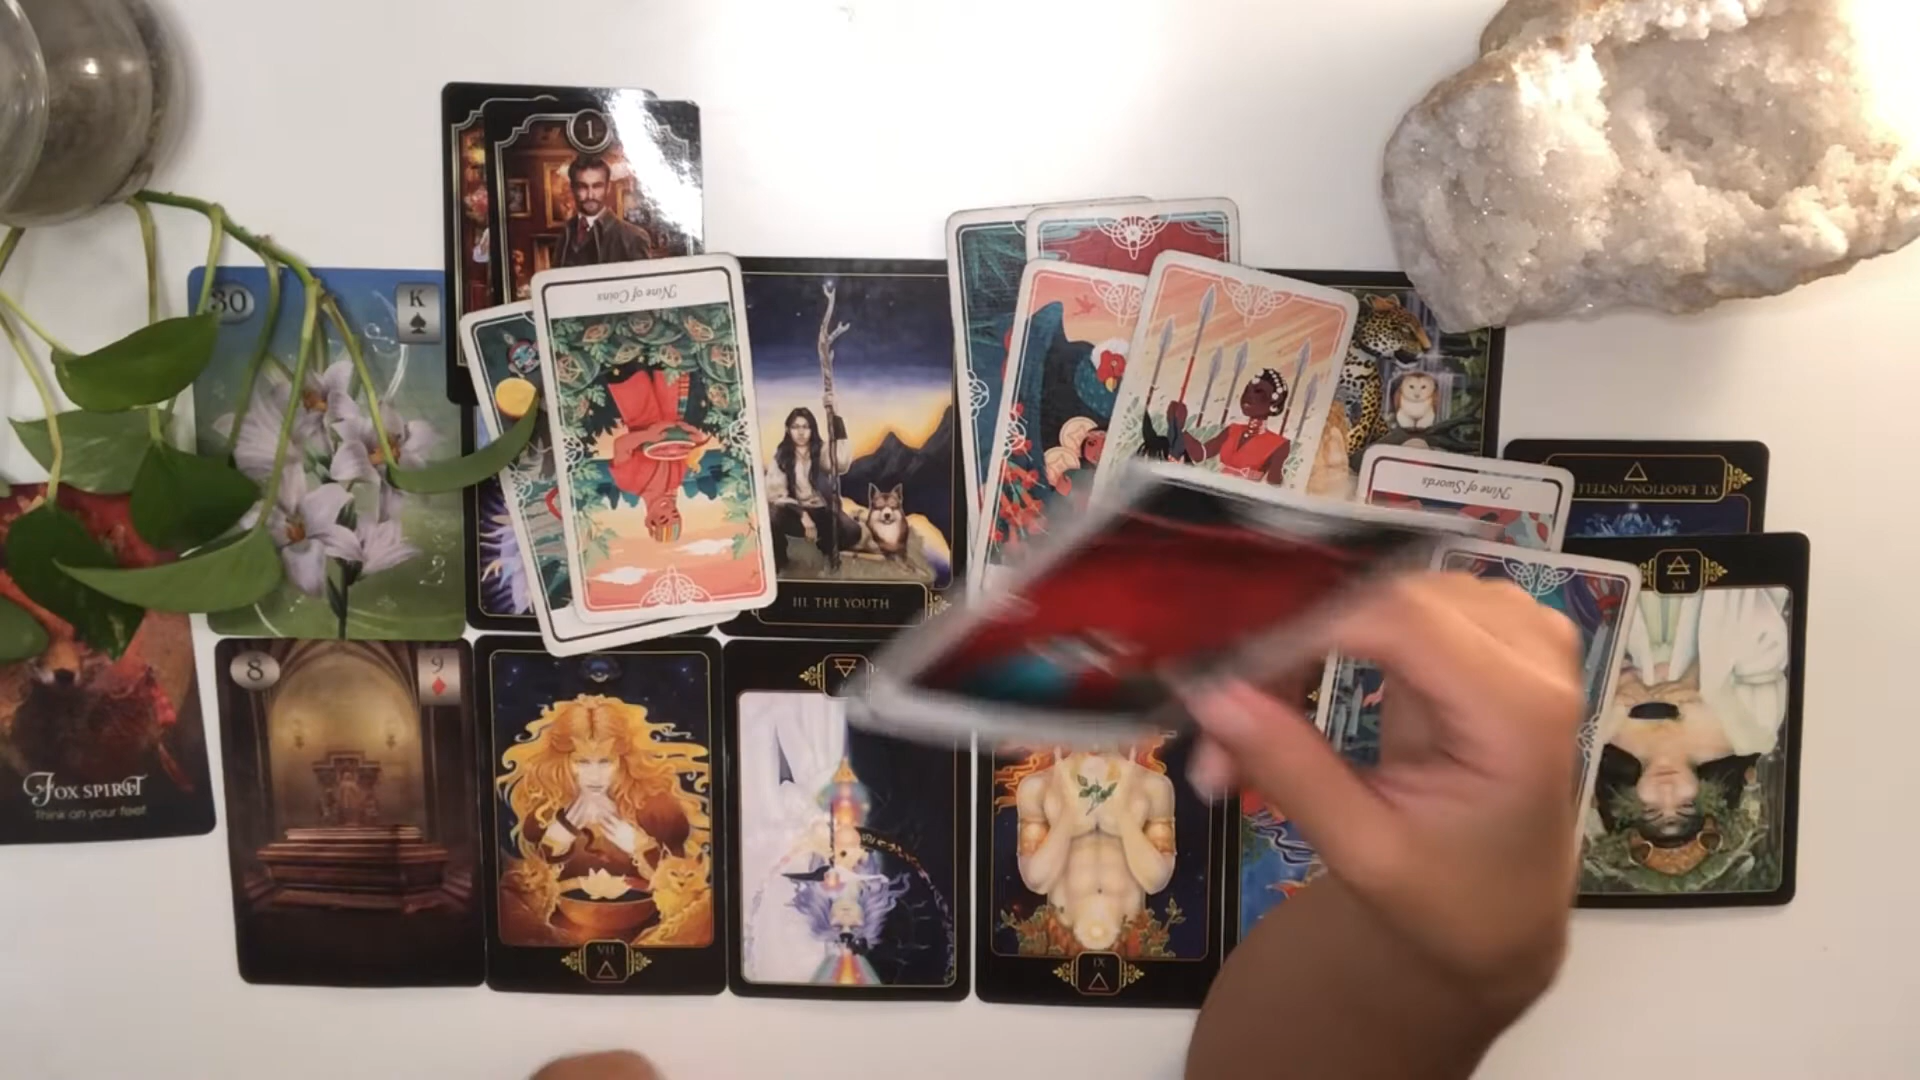 1
30
K
Nine of Coins
Nine of Swords
XI. EMOTION/INTELL
XI
III. THE YOUTH
8
9
FOX SPIRIT
Think on your feet
VII
IX